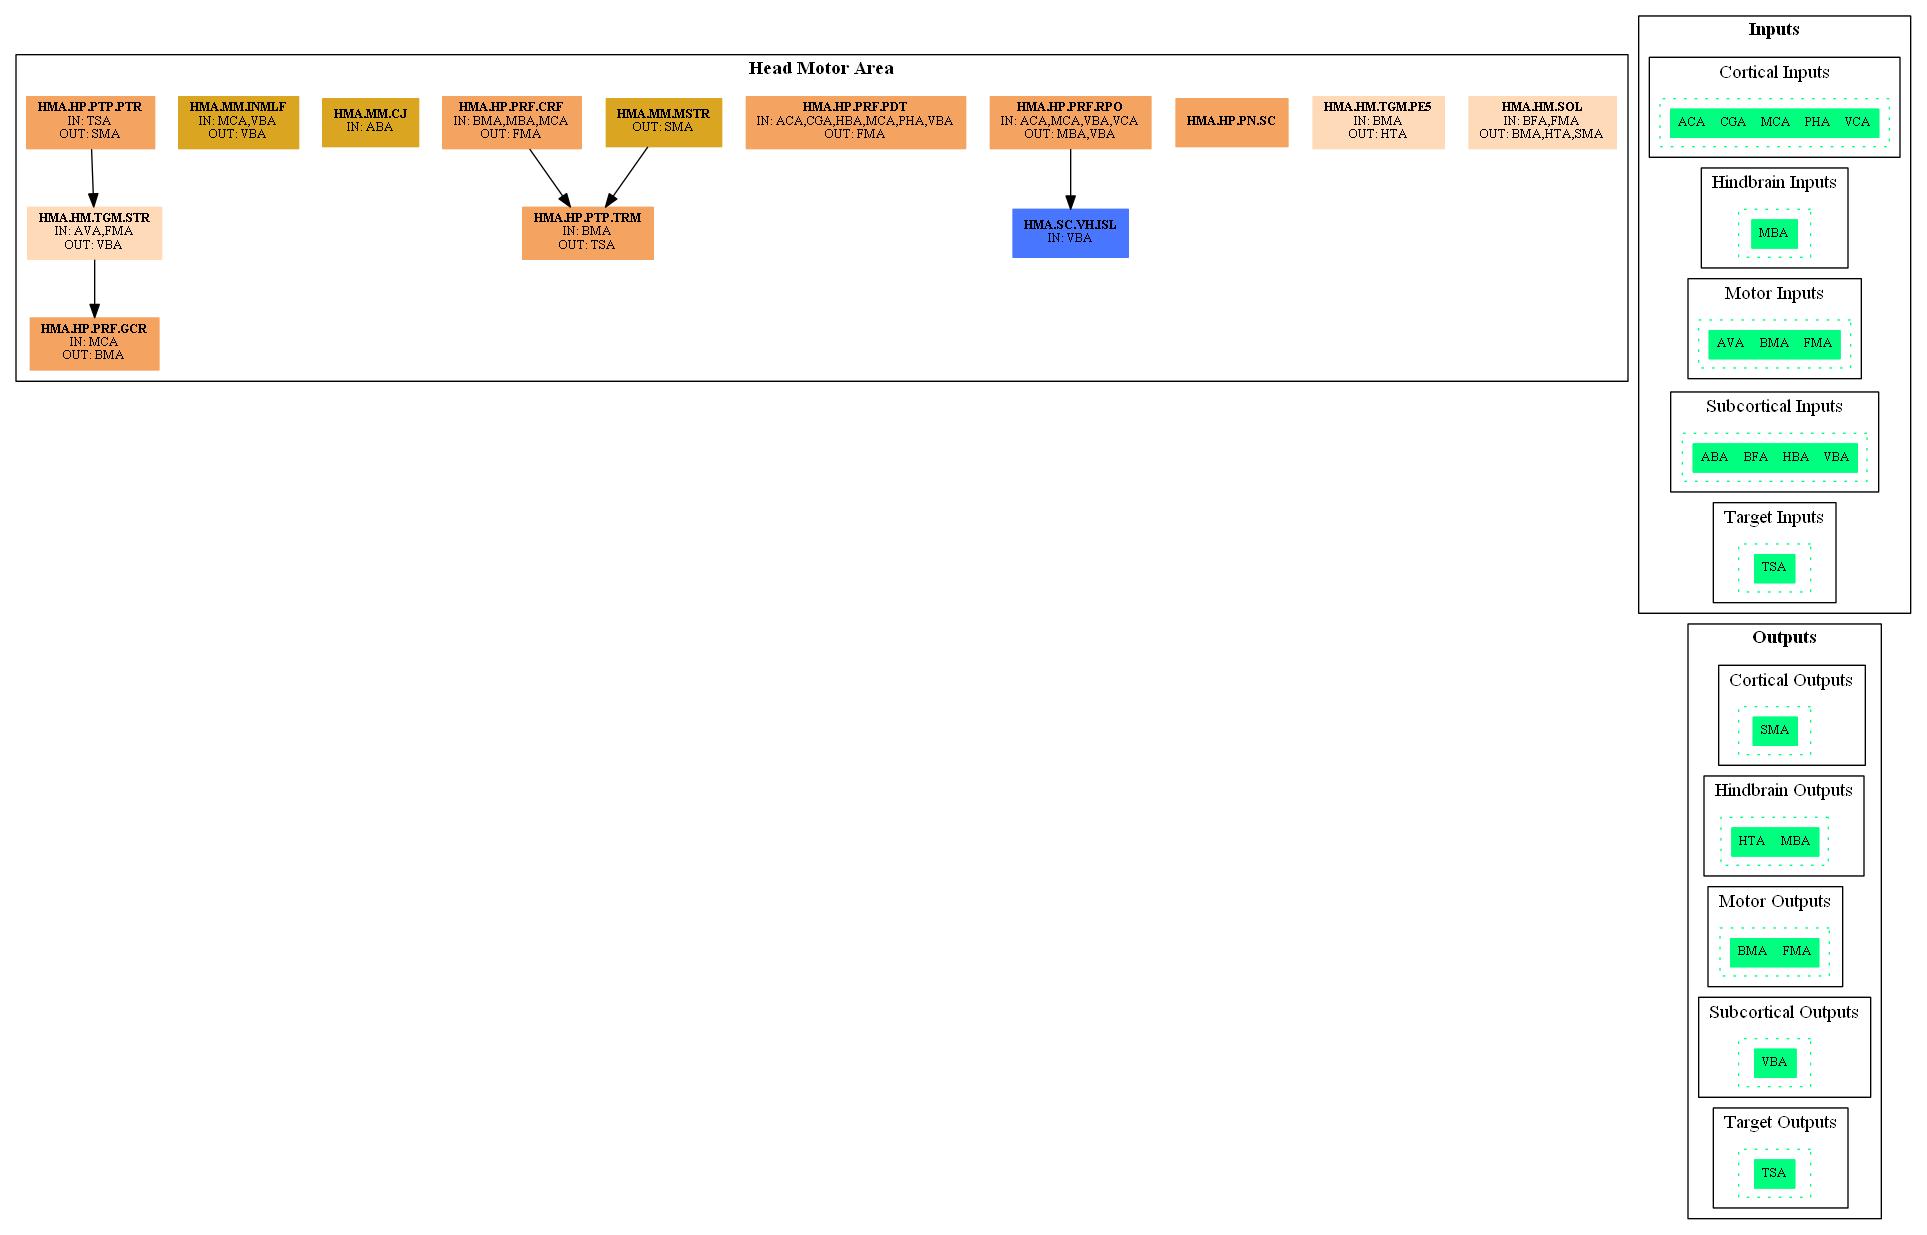 Head Motor Area
HMA.HP.PTP.PTR
IN: TSA
OUT: SMA
HMA.MM.INMLF
IN: MCA,VBA
OUT: VBA
HMA.MM.CJ
IN: ABA
HMA.HP.PRF.CRF
IN: BMA,MBA,MCA
OUT: FMA
HMA.MM.MSTR
OUT: SMA
HMA.HP.PRF.PDT
IN: ACA,CGA,HBA,MCA,PHA,VBA
OUT: FMA
HMA.HP.PRF.RPO
IN: ACA,MCA,VBA,VCA
OUT: MBA,VBA
HMA.HP.PN.SC
HMA.HM.TGM.PE5
IN: BMA
OUT: HTA
HMA.HM.SOL
IN: BFA,FMA
OUT: BMA,HTA,SMA
HMA.HM.TGM.STR
IN: AVA,FMA
OUT: VBA
HMA.HP.PTP.TRM
IN: BMA
OUT: TSA
HMA.SC.VH.ISL
IN: VBA
HMA.HP.PRF.GCR
IN: MCA
OUT: BMA
Inputs
Cortical Inputs
ACA CGA MCA PHA VCA
Hindbrain Inputs
MBA
Motor Inputs
AVA BMA FMA
Subcortical Inputs
ABA BFA HBA VBA
Target Inputs
TSA
Outputs
Cortical Outputs
SMA
Hindbrain Outputs
HTA MBA
Motor Outputs
BMA FMA
Subcortical Outputs
VBA
Target Outputs
TSA